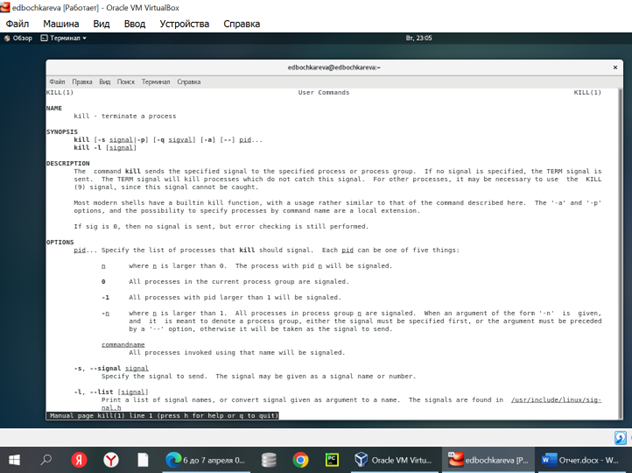 edbochkareva [Работает] - Oracle VM VirtualBox
Файл Машина Вид Ввод Устройства Справка
Обзор Терминал Вт, 23:05
edbochkareva@edbochkareva:~ ×
Файл Правка Вид Поиск Терминал Справка
KILL(1) User Commands KILL(1)
NAME
kill - terminate a process
SYNOPSIS
kill [-s signal|-p] [-q sigval] [-a] [--] pid...
kill -l [signal]
DESCRIPTION
The command kill sends the specified signal to the specified process or process group. If no signal is specified, the TERM signal is
sent. The TERM signal will kill processes which do not catch this signal. For other processes, it may be necessary to use the KILL
(9) signal, since this signal cannot be caught.
Most modern shells have a builtin kill function, with a usage rather similar to that of the command described here. The '-a' and '-p'
options, and the possibility to specify processes by command name are a local extension.
If sig is 0, then no signal is sent, but error checking is still performed.
OPTIONS
pid... Specify the list of processes that kill should signal. Each pid can be one of five things:
n where n is larger than 0. The process with pid n will be signaled.
0 All processes in the current process group are signaled.
-1 All processes with pid larger than 1 will be signaled.
-n where n is larger than 1. All processes in process group n are signaled. When an argument of the form '-n' is given,
and it is meant to denote a process group, either the signal must be specified first, or the argument must be preceded
by a '--' option, otherwise it will be taken as the signal to send.
commandname
All processes invoked using that name will be signaled.
-s, --signal signal
Specify the signal to send. The signal may be given as a signal name or number.
-l, --list [signal]
Print a list of signal names, or convert signal given as argument to a name. The signals are found in /usr/include/linux/sig-
nal.h
Manual page kill(1) line 1 (press h for help or q to quit)
6 до 7 апреля 0... Oracle VM Virtu... edbochkareva [Р... Отчет.docx - Wo...